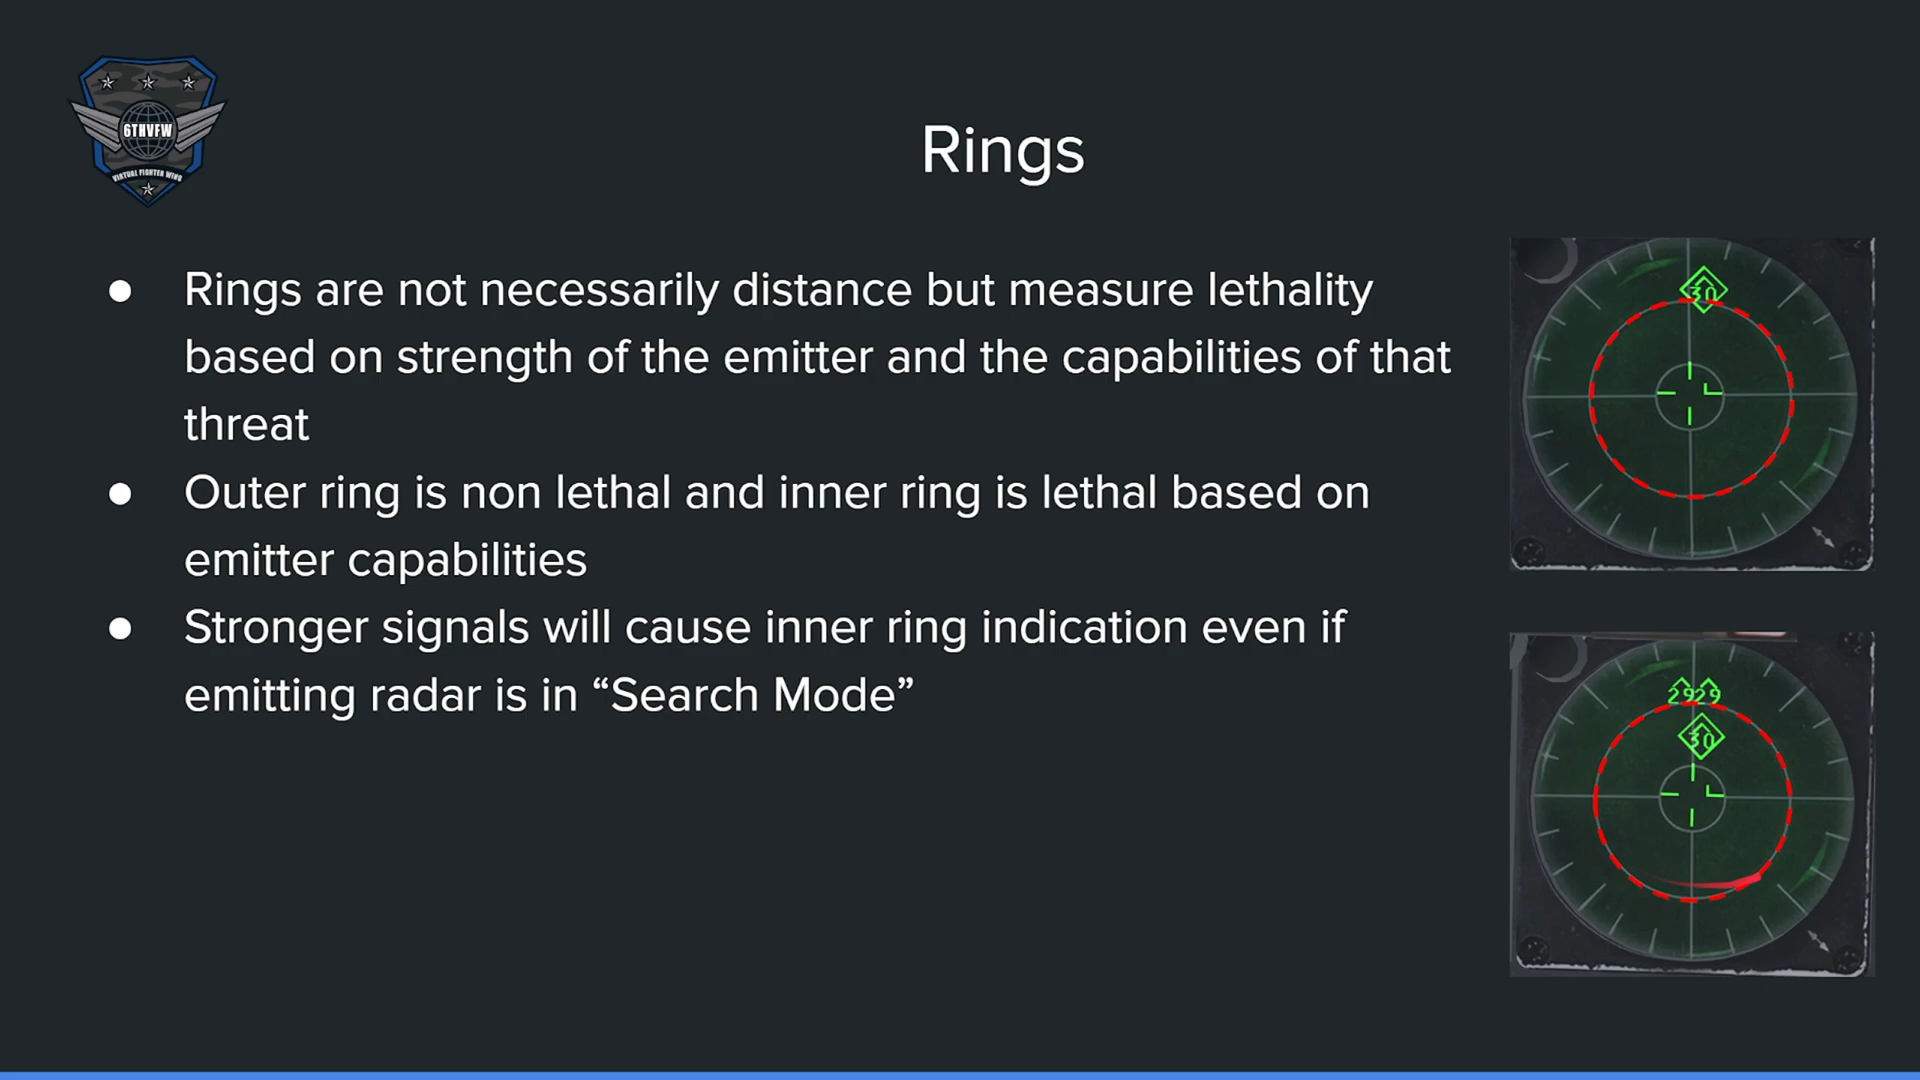 6THVFW
VIRTUAL FIGHTER WING
Rings
● Rings are not necessarily distance but measure lethality
based on strength of the emitter and the capabilities of that
threat
● Outer ring is non lethal and inner ring is lethal based on
emitter capabilities
● Stronger signals will cause inner ring indication even if
emitting radar is in “Search Mode”
30
29 29
30